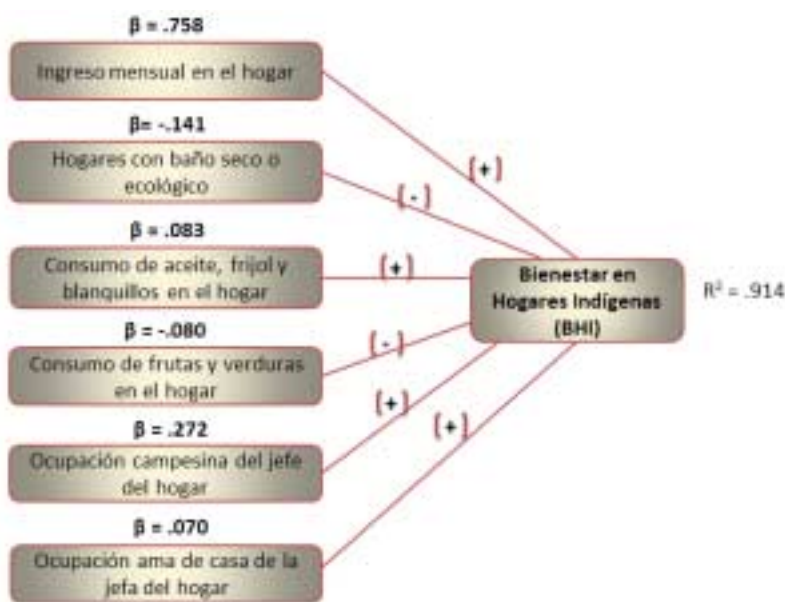 β = .758
Ingreso mensual en el hogar
β= -.141
Hogares con baño seco o
ecológico
β = .083
Consumo de aceite, frijol y
blanquillos en el hogar
β = -.080
Consumo de frutas y verduras
en el hogar
β = .272
Ocupación campesina del jefe
del hogar
β = .070
Ocupación ama de casa de la
jefa del hogar
(+)
(-)
(+)
(-)
(+)
(+)
Bienestar en
Hogares Indígenas
(BHI)
R² = .914